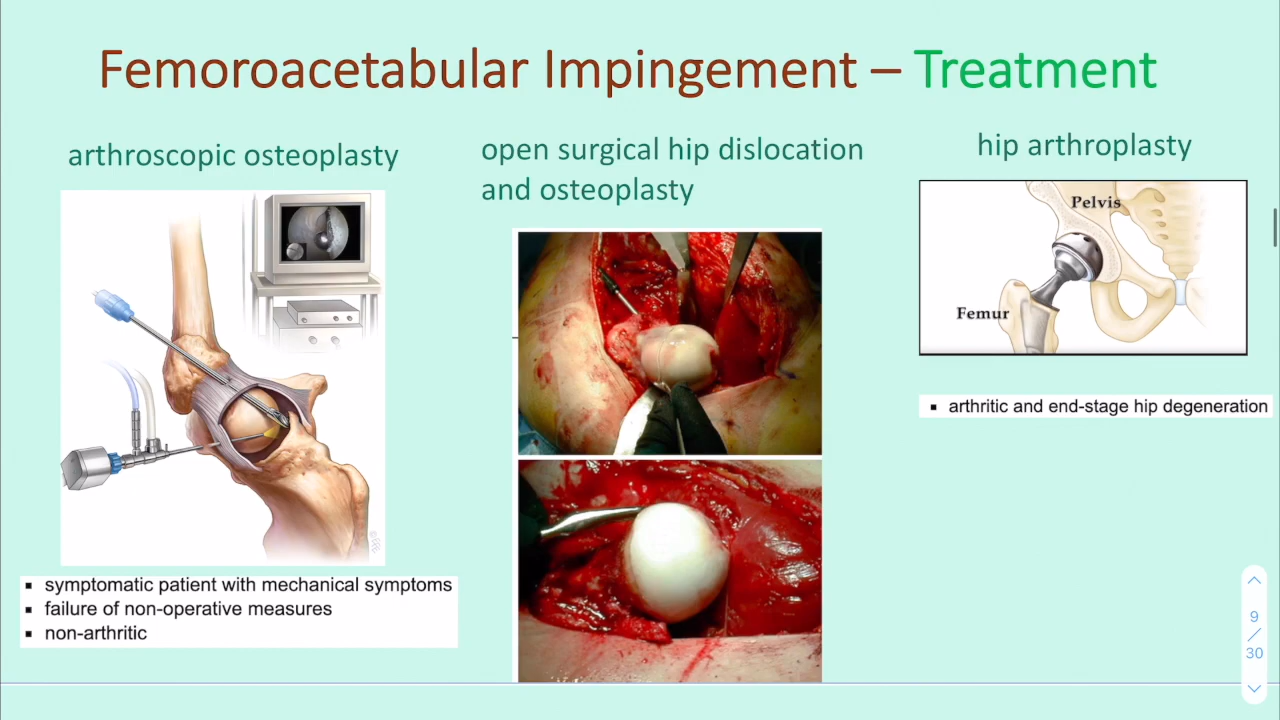 Femoroacetabular Impingement – Treatment
arthroscopic osteoplasty
▪ symptomatic patient with mechanical symptoms
▪ failure of non-operative measures
▪ non-arthritic
open surgical hip dislocation
and osteoplasty
hip arthroplasty
Pelvis
Femur
▪ arthritic and end-stage hip degeneration
9
/
30